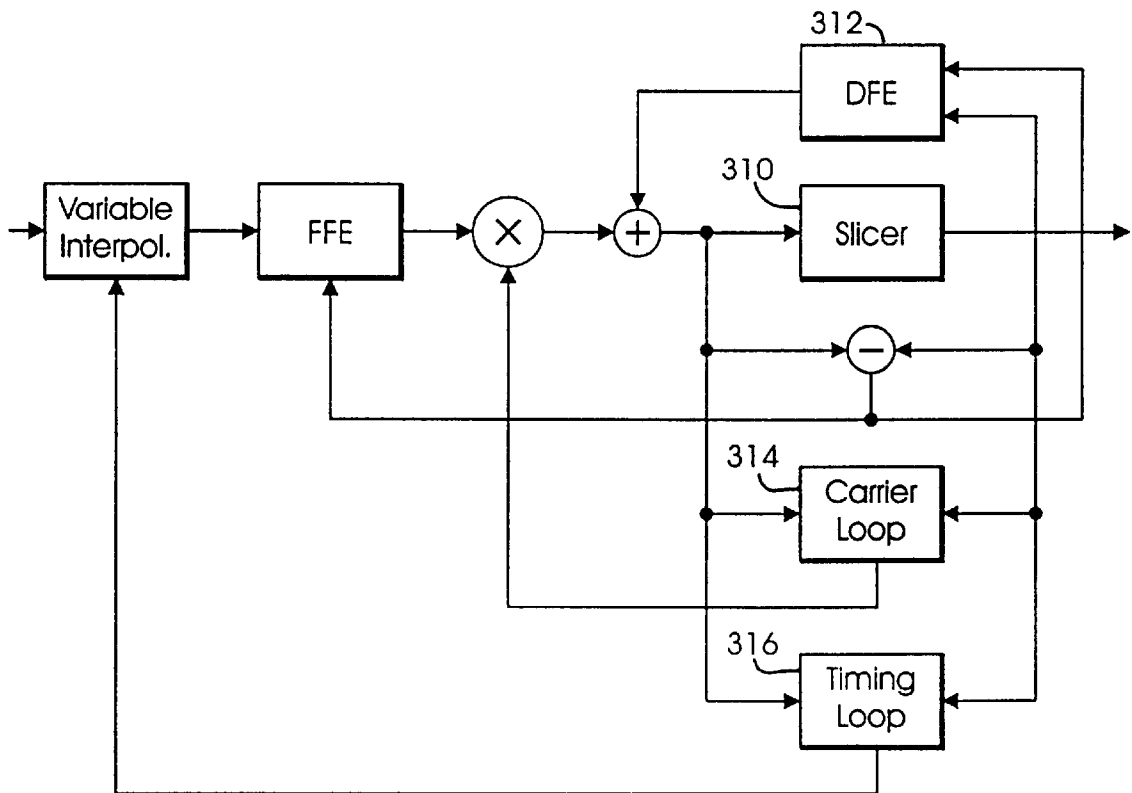 312
DFE
310
Variable
Interpol.
FFE
×
+
Slicer
−
314
Carrier
Loop
316
Timing
Loop